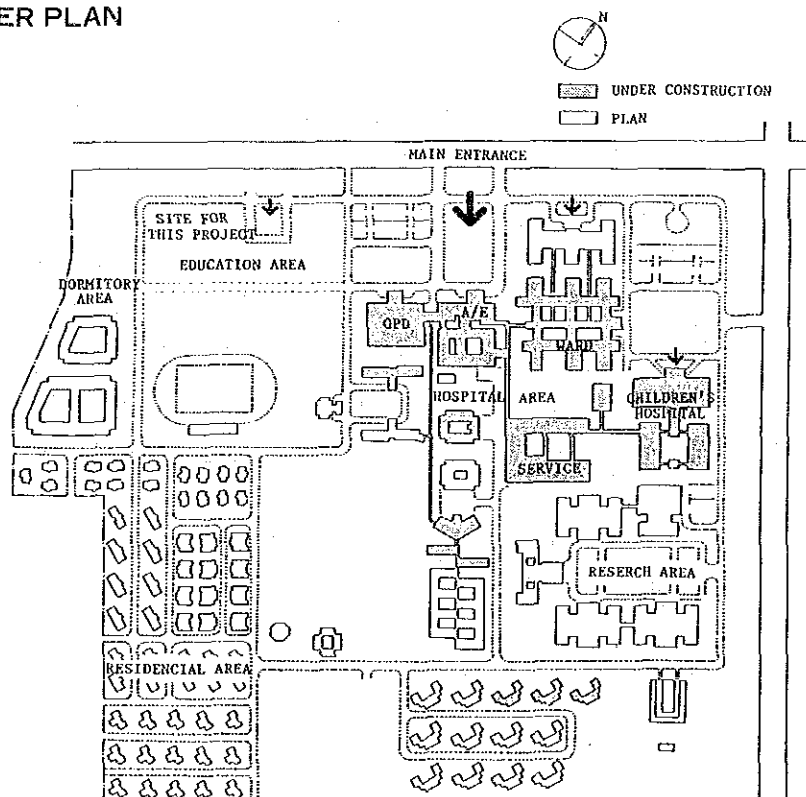 ER PLAN
N
UNDER CONSTRUCTION
PLAN
MAIN ENTRANCE
SITE FOR
THIS PROJECT
EDUCATION AREA
DORMITORY
AREA
OPD
A/E
WARD
HOSPITAL AREA
CHILDREN'S
HOSPITAL
SERVICE
RESERCH AREA
RESIDENCIAL AREA